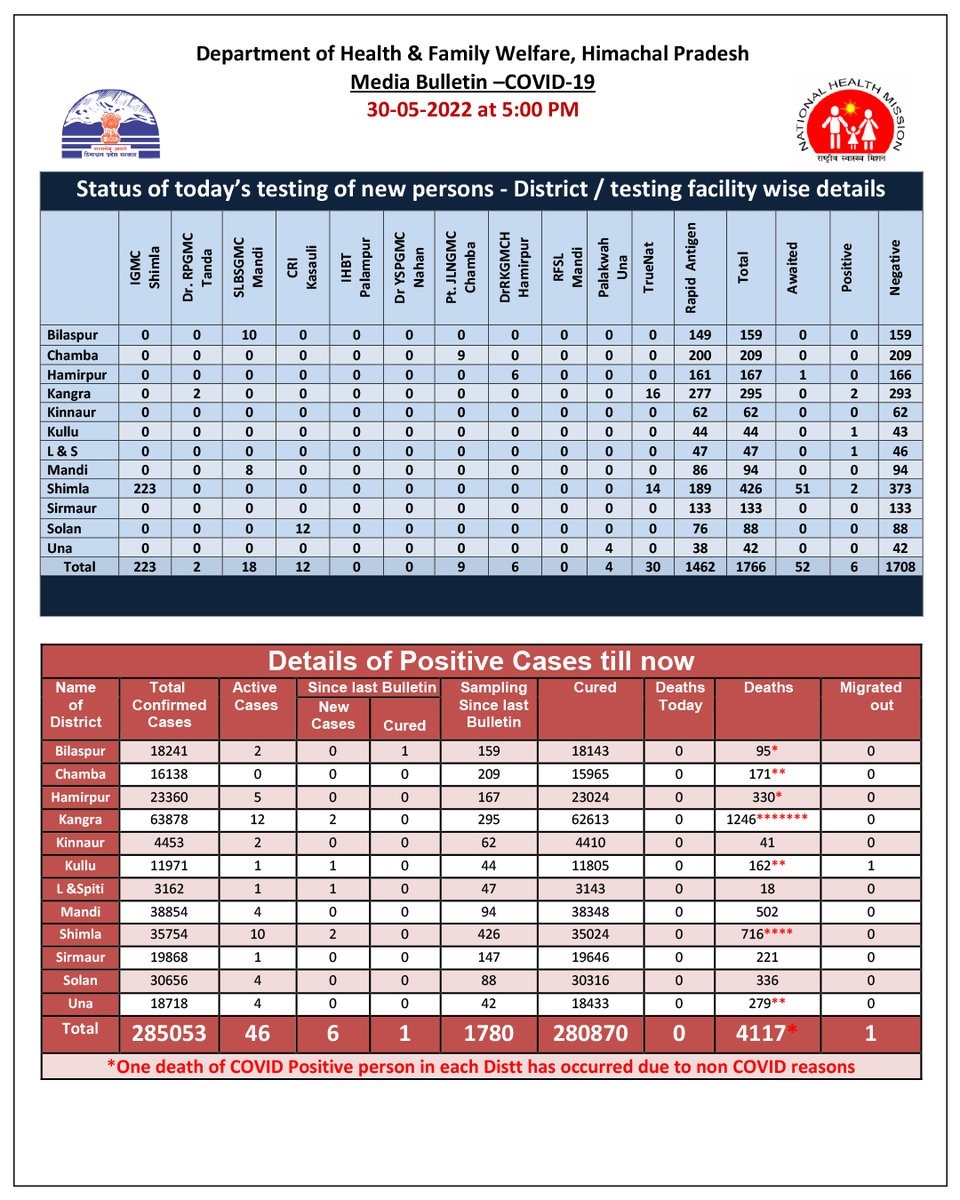 Department of Health & Family Welfare, Himachal Pradesh
Media Bulletin –COVID-19
30-05-2022 at 5:00 PM
हिमाचल प्रदेश सरकार
NATIONAL HEALTH MISSION
राष्ट्रीय स्वास्थ्य मिशन
Status of today's testing of new persons - District / testing facility wise details
IGMC Shimla Dr. RPGMC Tanda SLBSGMC Mandi CRI Kasauli IHBT Palampur Dr YSPGMC Nahan Pt. JLNGMC Chamba DrRKGMCH Hamirpur RFSL Mandi Palakwah Una TrueNat Rapid Antigen Total Awaited Positive Negative
Bilaspur 0 0 10 0 0 0 0 0 0 0 0 149 159 0 0 159
Chamba 0 0 0 0 0 0 9 0 0 0 0 200 209 0 0 209
Hamirpur 0 0 0 0 0 0 0 6 0 0 0 161 167 1 0 166
Kangra 0 2 0 0 0 0 0 0 0 0 16 277 295 0 2 293
Kinnaur 0 0 0 0 0 0 0 0 0 0 0 62 62 0 0 62
Kullu 0 0 0 0 0 0 0 0 0 0 0 44 44 0 1 43
L & S 0 0 0 0 0 0 0 0 0 0 0 47 47 0 1 46
Mandi 0 0 8 0 0 0 0 0 0 0 0 86 94 0 0 94
Shimla 223 0 0 0 0 0 0 0 0 0 14 189 426 51 2 373
Sirmaur 0 0 0 0 0 0 0 0 0 0 0 133 133 0 0 133
Solan 0 0 0 12 0 0 0 0 0 0 0 76 88 0 0 88
Una 0 0 0 0 0 0 0 0 0 4 0 38 42 0 0 42
Total 223 2 18 12 0 0 9 6 0 4 30 1462 1766 52 6 1708
Details of Positive Cases till now
Name of District Total Confirmed Cases Active Cases Since last Bulletin New Cases Cured Sampling Since last Bulletin Cured Deaths Today Deaths Migrated out
Bilaspur 18241 2 0 1 159 18143 0 95* 0
Chamba 16138 0 0 0 209 15965 0 171** 0
Hamirpur 23360 5 0 0 167 23024 0 330* 0
Kangra 63878 12 2 0 295 62613 0 1246******* 0
Kinnaur 4453 2 0 0 62 4410 0 41 0
Kullu 11971 1 1 0 44 11805 0 162** 1
L &Spiti 3162 1 1 0 47 3143 0 18 0
Mandi 38854 4 0 0 94 38348 0 502 0
Shimla 35754 10 2 0 426 35024 0 716**** 0
Sirmaur 19868 1 0 0 147 19646 0 221 0
Solan 30656 4 0 0 88 30316 0 336 0
Una 18718 4 0 0 42 18433 0 279** 0
Total 285053 46 6 1 1780 280870 0 4117* 1
*One death of COVID Positive person in each Distt has occurred due to non COVID reasons